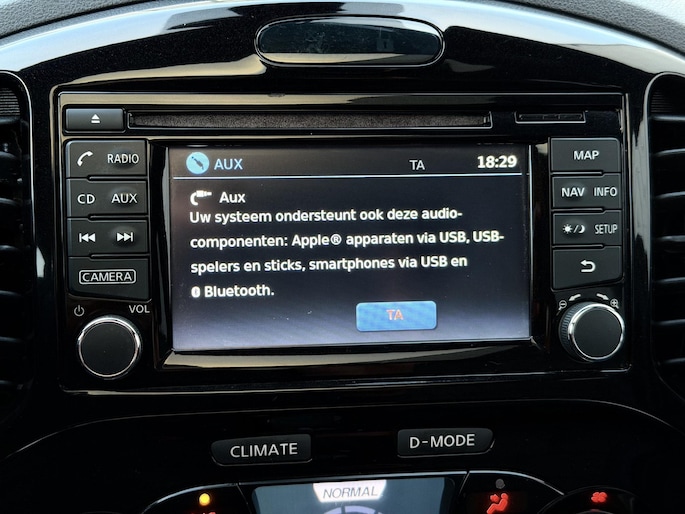 RADIO
CD AUX
CAMERA
VOL
AUX TA 18:29
Aux
Uw systeem ondersteunt ook deze audio-
componenten: Apple® apparaten via USB, USB-
spelers en sticks, smartphones via USB en
Bluetooth.
TA
MAP
NAV INFO
SETUP
CLIMATE
D-MODE
NORMAL